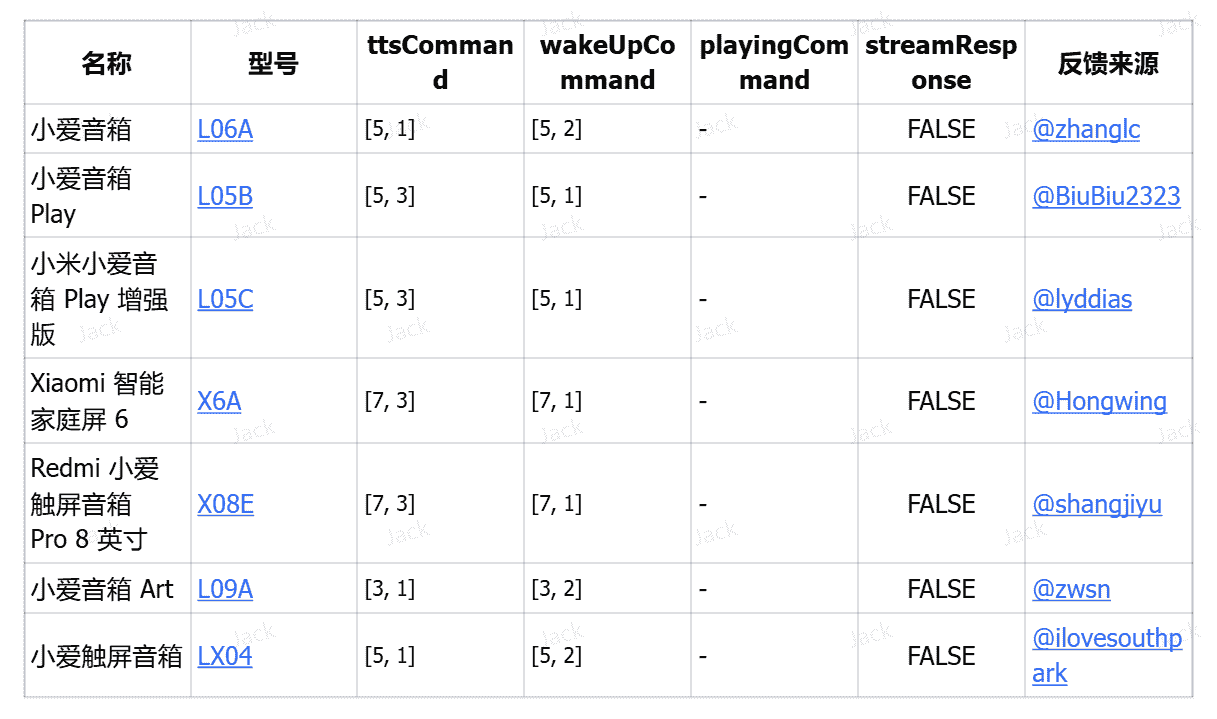 名称 型号 ttsComman
d wakeUpCo
mmand playingCom
mand streamResp
onse 反馈来源
小爱音箱 L06A [5, 1] [5, 2] - FALSE @zhanglc
小爱音箱
Play L05B [5, 3] [5, 1] - FALSE @BiuBiu2323
小米小爱音
箱 Play 增强
版 L05C [5, 3] [5, 1] - FALSE @lyddias
Xiaomi 智能
家庭屏 6 X6A [7, 3] [7, 1] - FALSE @Hongwing
Redmi 小爱
触屏音箱
Pro 8 英寸 X08E [7, 3] [7, 1] - FALSE @shangjiyu
小爱音箱 Art L09A [3, 1] [3, 2] - FALSE @zwsn
小爱触屏音箱 LX04 [5, 1] [5, 2] - FALSE @ilovesouthp
ark
Jack